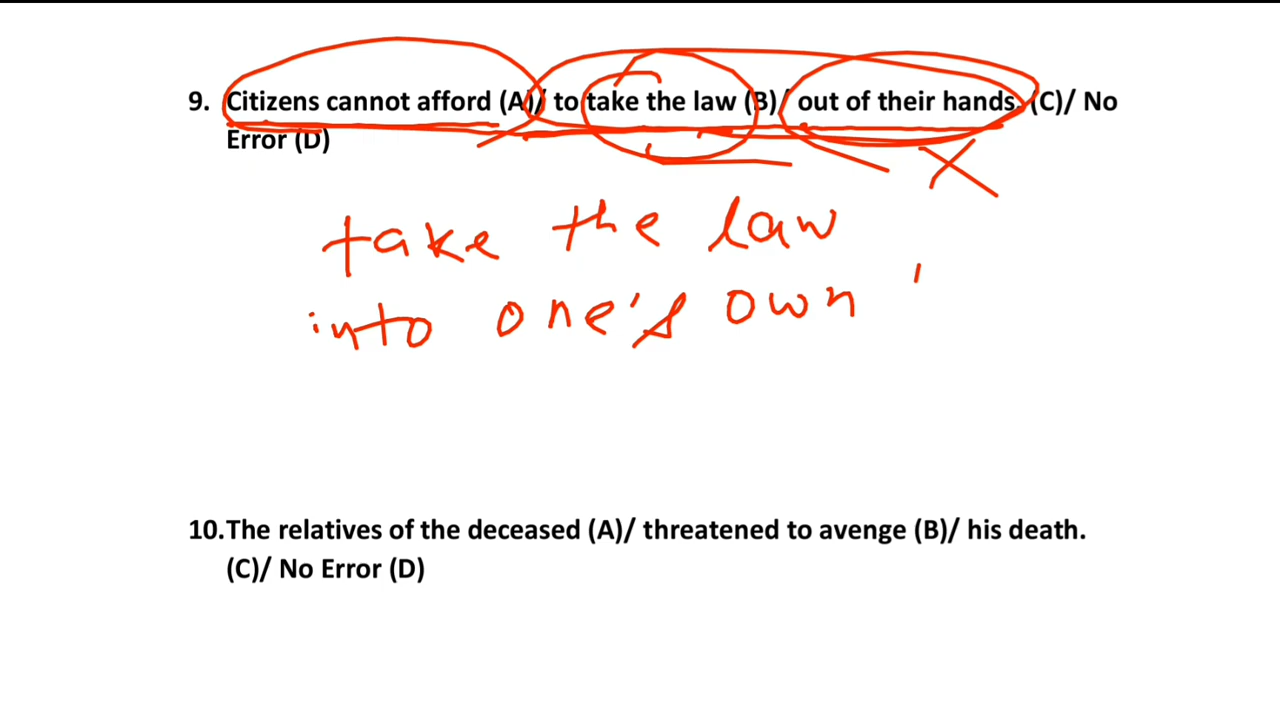 9. Citizens cannot afford (A)/ to take the law (B)/ out of their hands. (C)/ No
Error (D)
take the law
into one's own
10.The relatives of the deceased (A)/ threatened to avenge (B)/ his death.
(C)/ No Error (D)